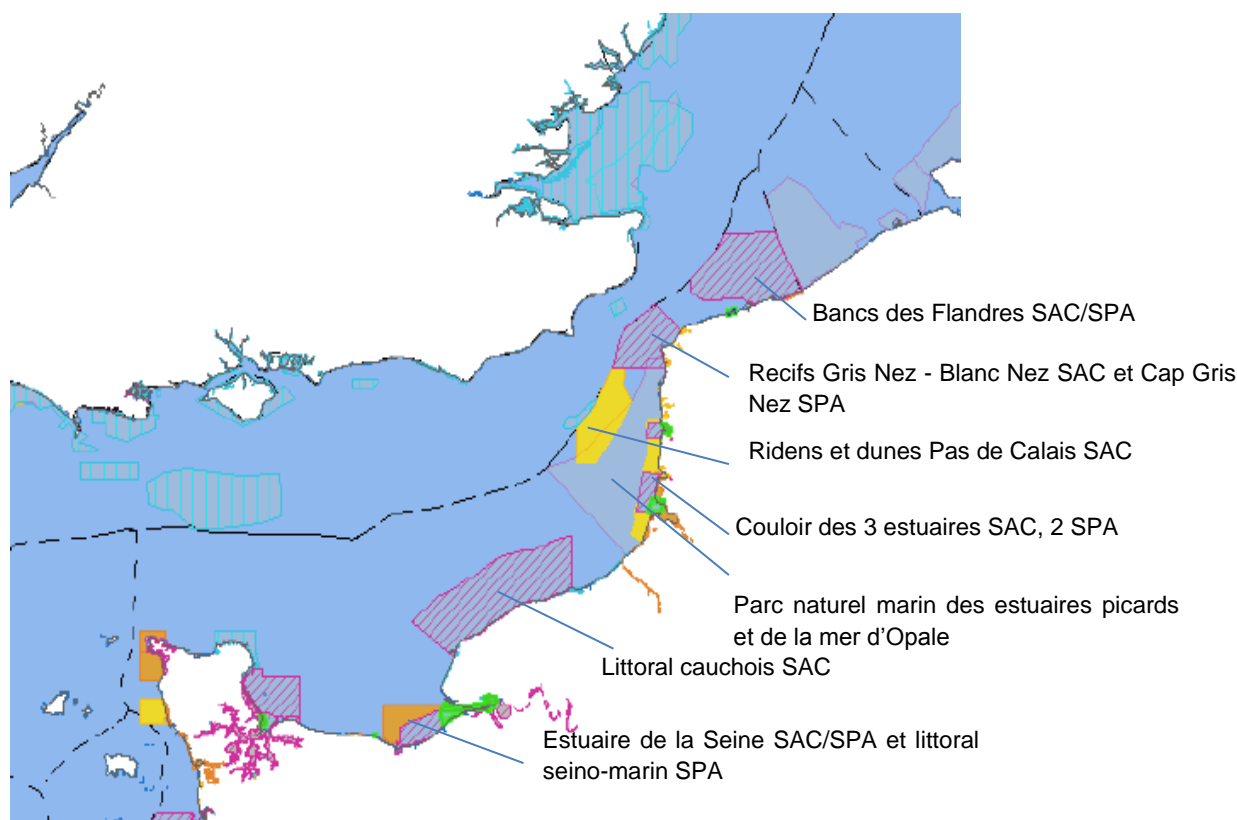 Bancs des Flandres SAC/SPA
Recifs Gris Nez - Blanc Nez SAC et Cap Gris
Nez SPA
Ridens et dunes Pas de Calais SAC
Couloir des 3 estuaires SAC, 2 SPA
Parc naturel marin des estuaires picards
et de la mer d’Opale
Littoral cauchois SAC
Estuaire de la Seine SAC/SPA et littoral
seino-marin SPA